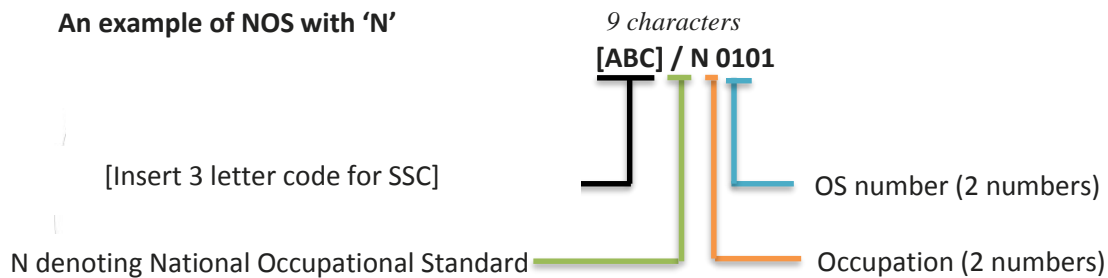 An example of NOS with ‘N’
9 characters
[ABC] / N 0101
[Insert 3 letter code for SSC]
OS number (2 numbers)
N denoting National Occupational Standard
Occupation (2 numbers)